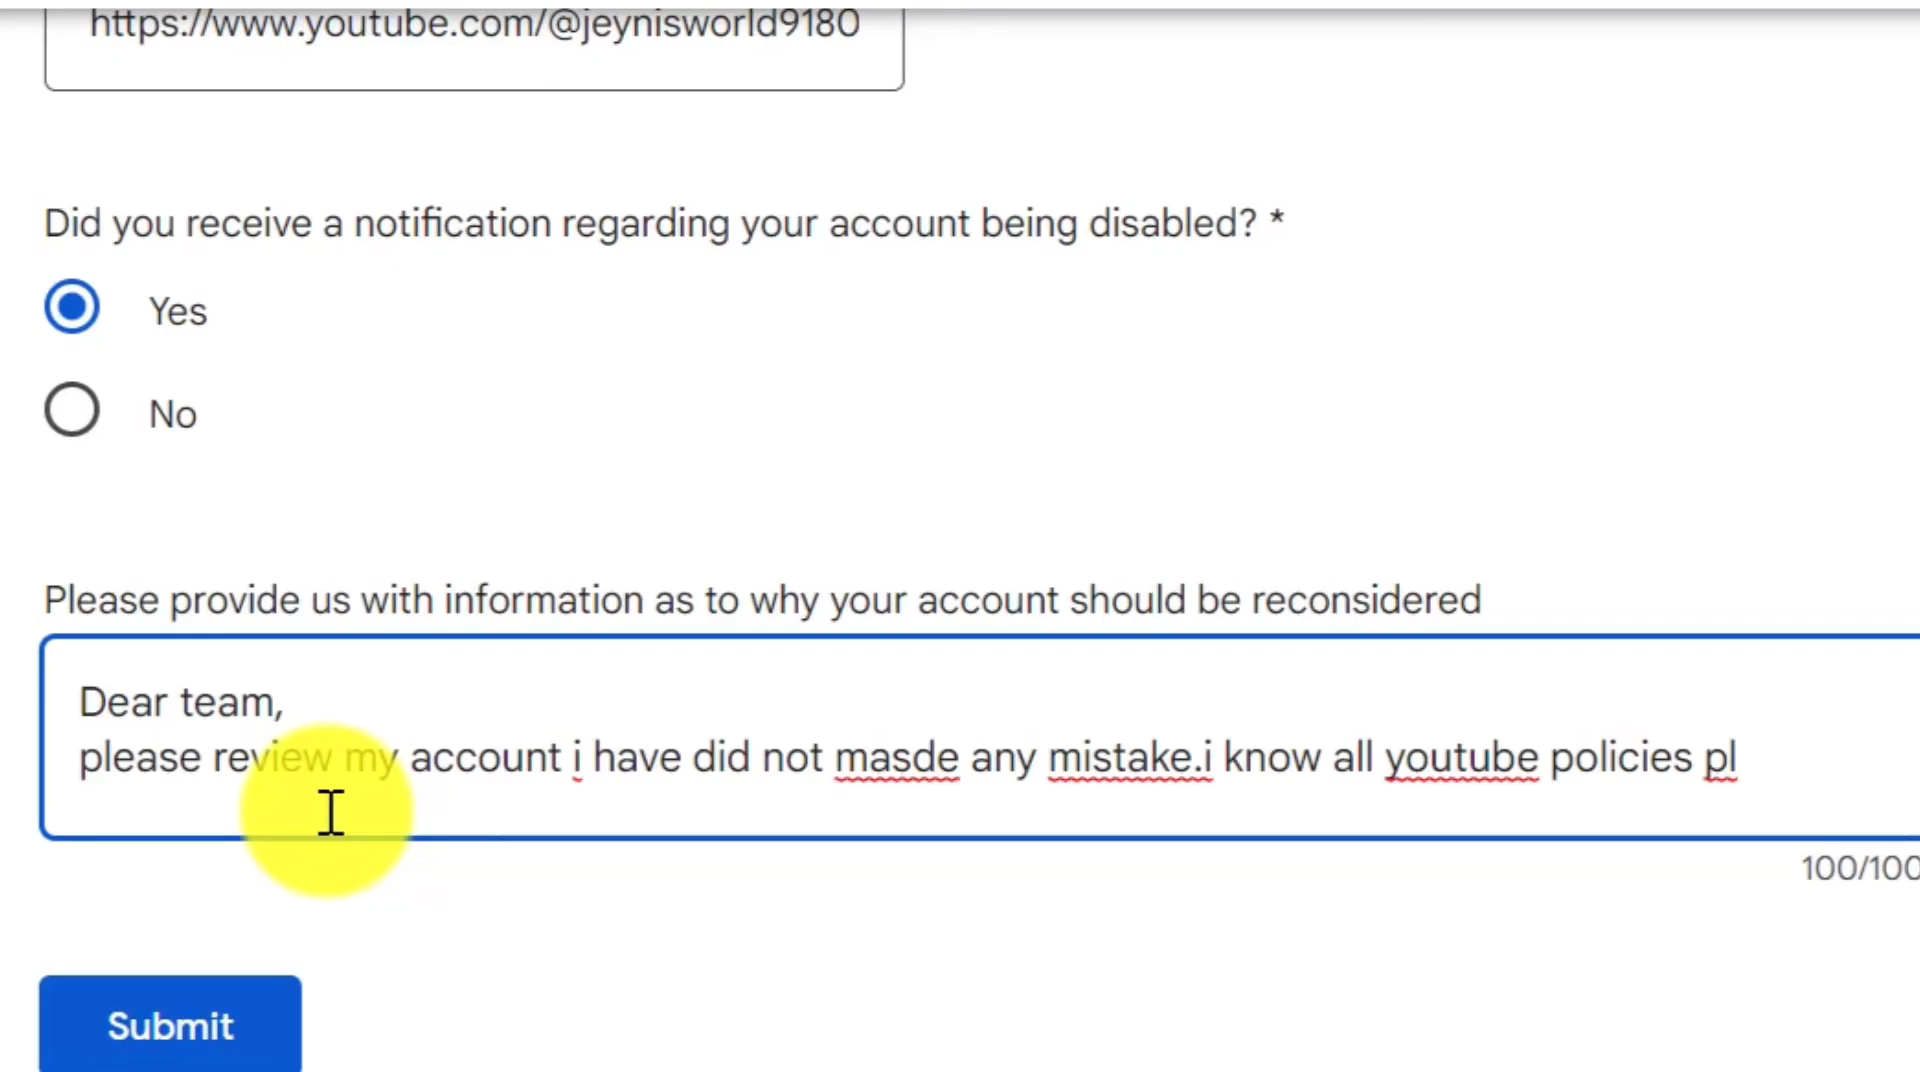 https://www.youtube.com/@jeynisworld9180
Did you receive a notification regarding your account being disabled? *
Yes
No
Please provide us with information as to why your account should be reconsidered
Dear team,
please review my account i have did not masde any mistake.i know all youtube policies pl
100/100
Submit